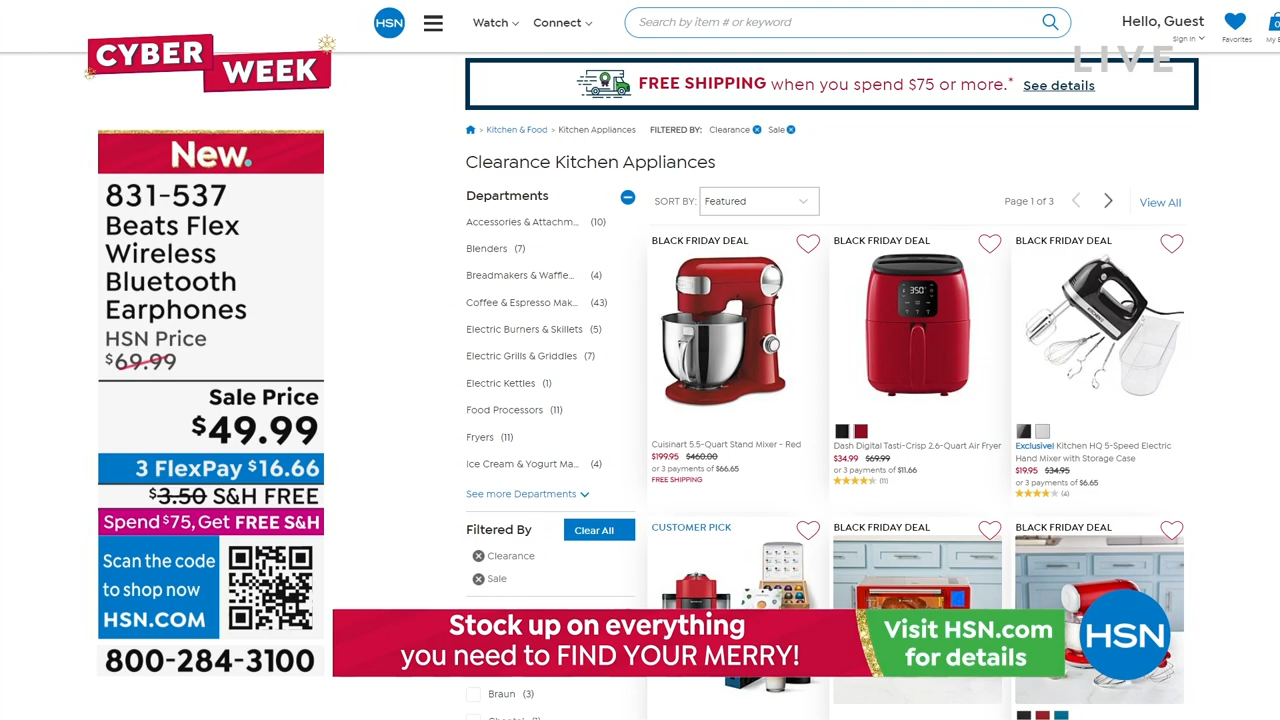 HSN
Watch
Connect
Search by item # or keyword
Hello, Guest
Sign In
Favorites
0
LIVE
CYBER
WEEK
FREE SHIPPING when you spend $75 or more.* See details
New.
831-537
Beats Flex
Wireless
Bluetooth
Earphones
HSN Price
$69.99
Sale Price
$49.99
3 FlexPay $16.66
$3.50 S&H FREE
Spend $75, Get FREE S&H
Scan the code
to shop now
HSN.COM
800-284-3100
> Kitchen & Food > Kitchen Appliances
FILTERED BY: Clearance Sale
Clearance Kitchen Appliances
Departments
Accessories & Attachm... (10)
Blenders (7)
Breadmakers & Waffle... (4)
Coffee & Espresso Mak... (43)
Electric Burners & Skillets (5)
Electric Grills & Griddles (7)
Electric Kettles (1)
Food Processors (11)
Fryers (11)
Ice Cream & Yogurt Ma... (4)
See more Departments
Filtered By
Clear All
Clearance
Sale
Braun (3)
SORT BY: Featured
Page 1 of 3
View All
BLACK FRIDAY DEAL
Cuisinart 5.5-Quart Stand Mixer - Red
$199.95 $460.00
or 3 payments of $66.65
FREE SHIPPING
BLACK FRIDAY DEAL
350°
Dash Digital Tasti-Crisp 2.6-Quart Air Fryer
$34.99 $69.99
or 3 payments of $11.66
(11)
BLACK FRIDAY DEAL
Exclusive! Kitchen HQ 5-Speed Electric
Hand Mixer with Storage Case
$19.95 $34.95
or 3 payments of $6.65
(4)
CUSTOMER PICK
BLACK FRIDAY DEAL
BLACK FRIDAY DEAL
Stock up on everything
you need to FIND YOUR MERRY!
Visit HSN.com
for details
HSN